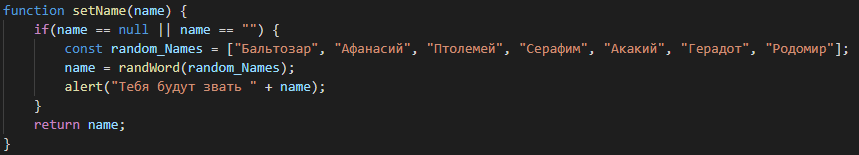 function setName(name) {
    if(name == null || name == "") {
        const random_Names = ["Бальтозар", "Афанасий", "Птолемей", "Серафим", "Акакий", "Герадот", "Родомир"];
        name = randWord(random_Names);
        alert("Тебя будут звать " + name);
    }
    return name;
}